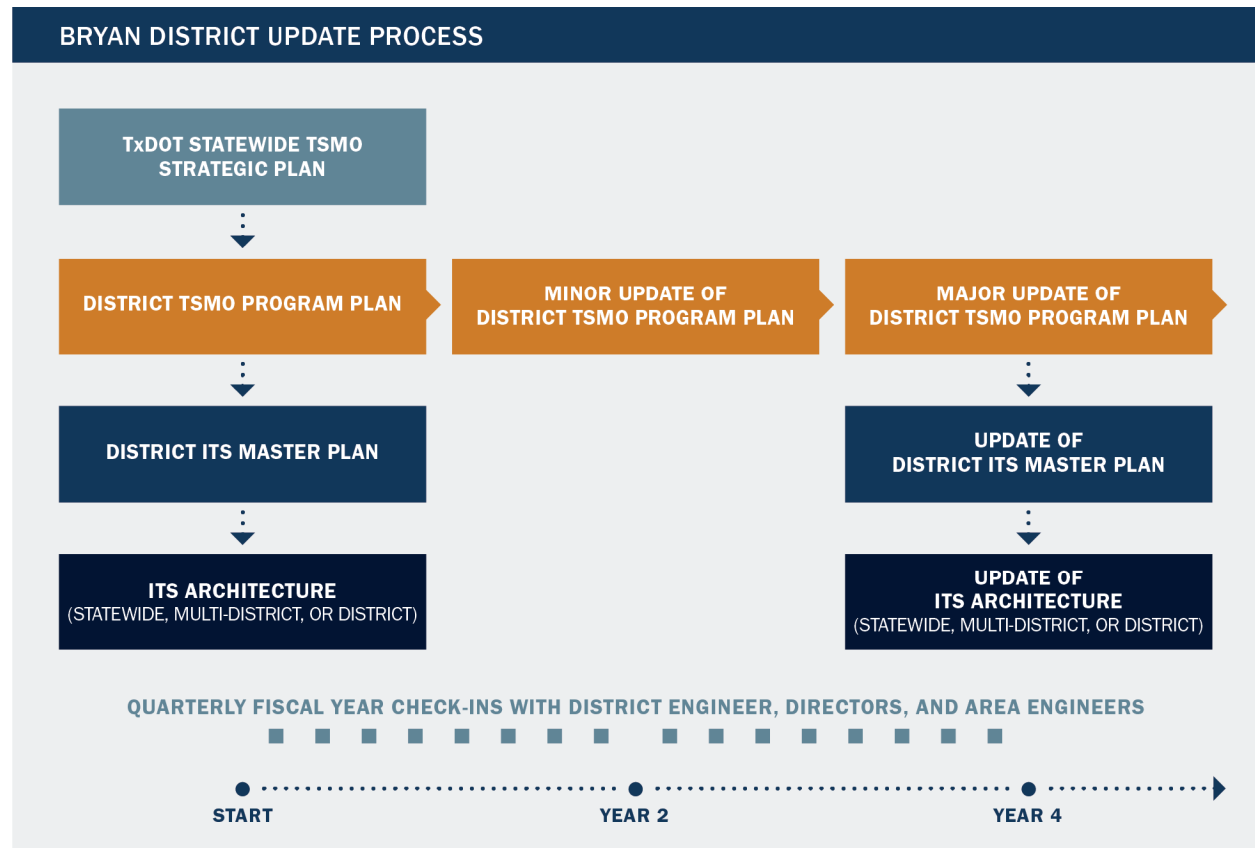 BRYAN DISTRICT UPDATE PROCESS
TxDOT STATEWIDE TSMO
STRATEGIC PLAN
DISTRICT TSMO PROGRAM PLAN
MINOR UPDATE OF
DISTRICT TSMO PROGRAM PLAN
MAJOR UPDATE OF
DISTRICT TSMO PROGRAM PLAN
DISTRICT ITS MASTER PLAN
UPDATE OF
DISTRICT ITS MASTER PLAN
ITS ARCHITECTURE
(STATEWIDE, MULTI-DISTRICT, OR DISTRICT)
UPDATE OF
ITS ARCHITECTURE
(STATEWIDE, MULTI-DISTRICT, OR DISTRICT)
QUARTERLY FISCAL YEAR CHECK-INS WITH DISTRICT ENGINEER, DIRECTORS, AND AREA ENGINEERS
START
YEAR 2
YEAR 4